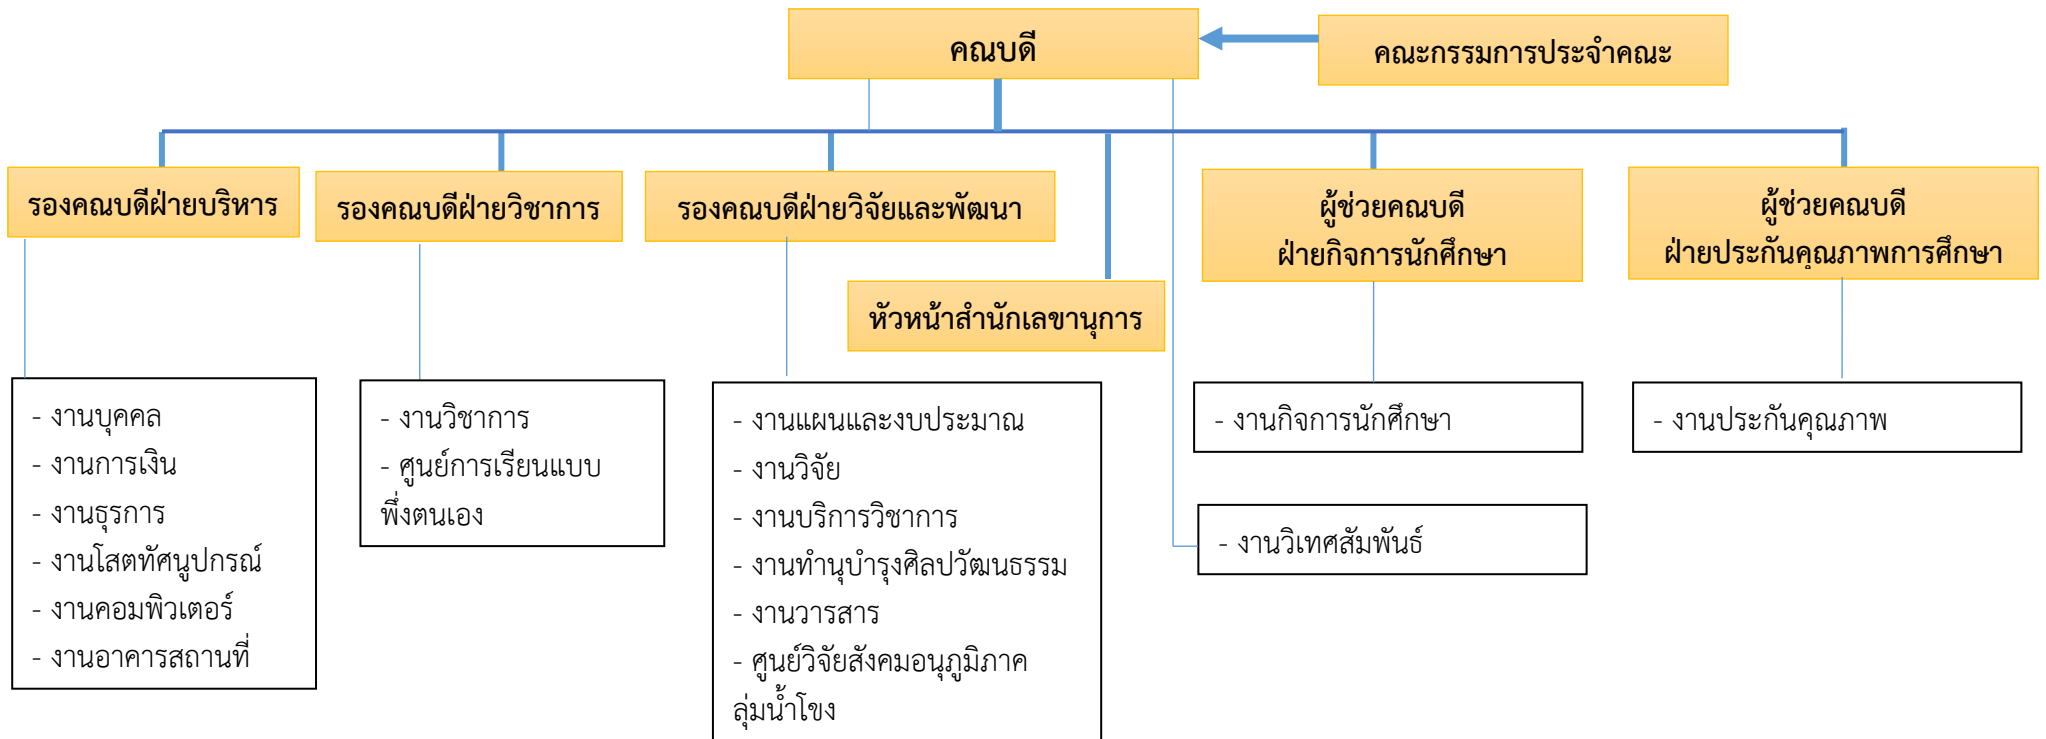 คณบดี
คณะกรรมการประจำคณะ
รองคณบดีฝ่ายบริหาร
รองคณบดีฝ่ายวิชาการ
รองคณบดีฝ่ายวิจัยและพัฒนา
ผู้ช่วยคณบดี
ฝ่ายกิจการนักศึกษา
ผู้ช่วยคณบดี
ฝ่ายประกันคุณภาพการศึกษา
หัวหน้าสำนักเลขานุการ
- งานบุคคล
- งานการเงิน
- งานธุรการ
- งานโสตทัศนูปกรณ์
- งานคอมพิวเตอร์
- งานอาคารสถานที่
- งานวิชาการ
- ศูนย์การเรียนแบบ
พึ่งตนเอง
- งานแผนและงบประมาณ
- งานวิจัย
- งานบริการวิชาการ
- งานทำนุบำรุงศิลปวัฒนธรรม
- งานวารสาร
- ศูนย์วิจัยสังคมอนุภูมิภาค
ลุ่มน้ำโขง
- งานกิจการนักศึกษา
- งานประกันคุณภาพ
- งานวิเทศสัมพันธ์